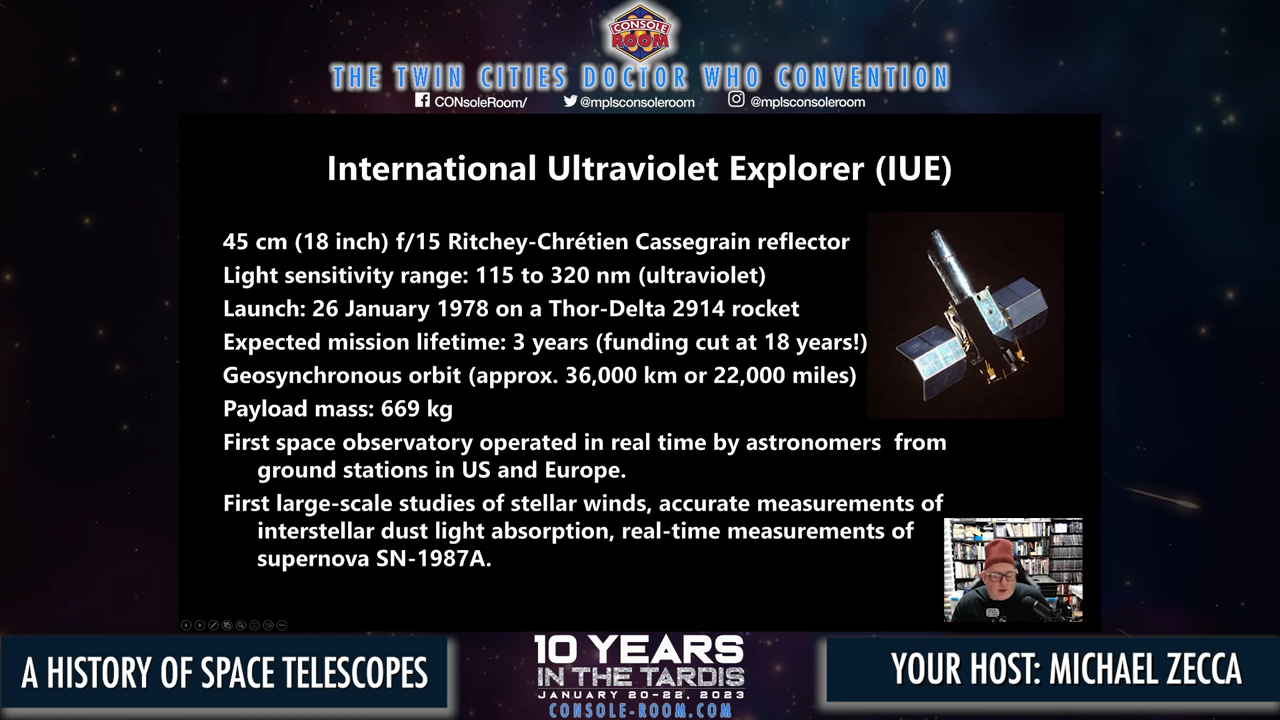 CONSOLE
ROOM
THE TWIN CITIES DOCTOR WHO CONVENTION
CONsoleRoom/ @mplsconsoleroom @mplsconsoleroom
International Ultraviolet Explorer (IUE)
45 cm (18 inch) f/15 Ritchey-Chrétien Cassegrain reflector
Light sensitivity range: 115 to 320 nm (ultraviolet)
Launch: 26 January 1978 on a Thor-Delta 2914 rocket
Expected mission lifetime: 3 years (funding cut at 18 years!)
Geosynchronous orbit (approx. 36,000 km or 22,000 miles)
Payload mass: 669 kg
First space observatory operated in real time by astronomers from
ground stations in US and Europe.
First large-scale studies of stellar winds, accurate measurements of
interstellar dust light absorption, real-time measurements of
supernova SN-1987A.
A HISTORY OF SPACE TELESCOPES
10 YEARS
IN THE TARDIS
JANUARY 20-22, 2023
CONSOLE-ROOM.COM
YOUR HOST: MICHAEL ZECCA